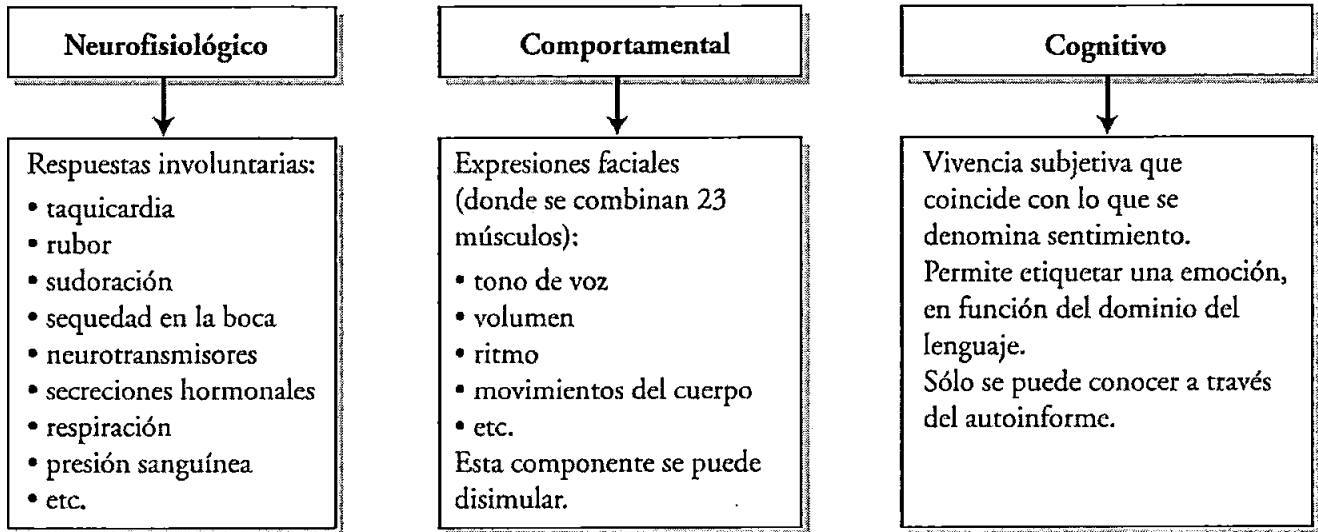 Neurofisiológico
Respuestas involuntarias:
• taquicardia
• rubor
• sudoración
• sequedad en la boca
• neurotransmisores
• secreciones hormonales
• respiración
• presión sanguínea
• etc.
Comportamental
Expresiones faciales
(donde se combinan 23
músculos):
• tono de voz
• volumen
• ritmo
• movimientos del cuerpo
• etc.
Esta componente se puede
disimular.
Cognitivo
Vivencia subjetiva que
coincide con lo que se
denomina sentimiento.
Permite etiquetar una emoción,
en función del dominio del
lenguaje.
Sólo se puede conocer a través
del autoinforme.